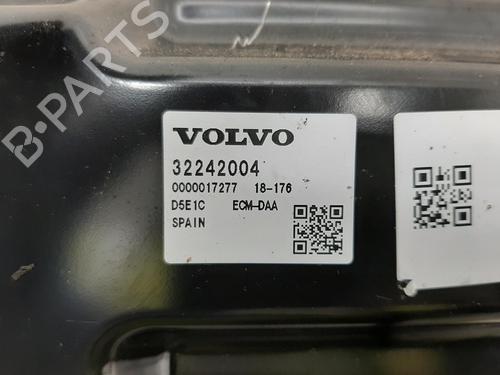 B-PARTS
VOLVO
32242004
0000017277 18-176
D5E1C ECM-DAA
SPAIN